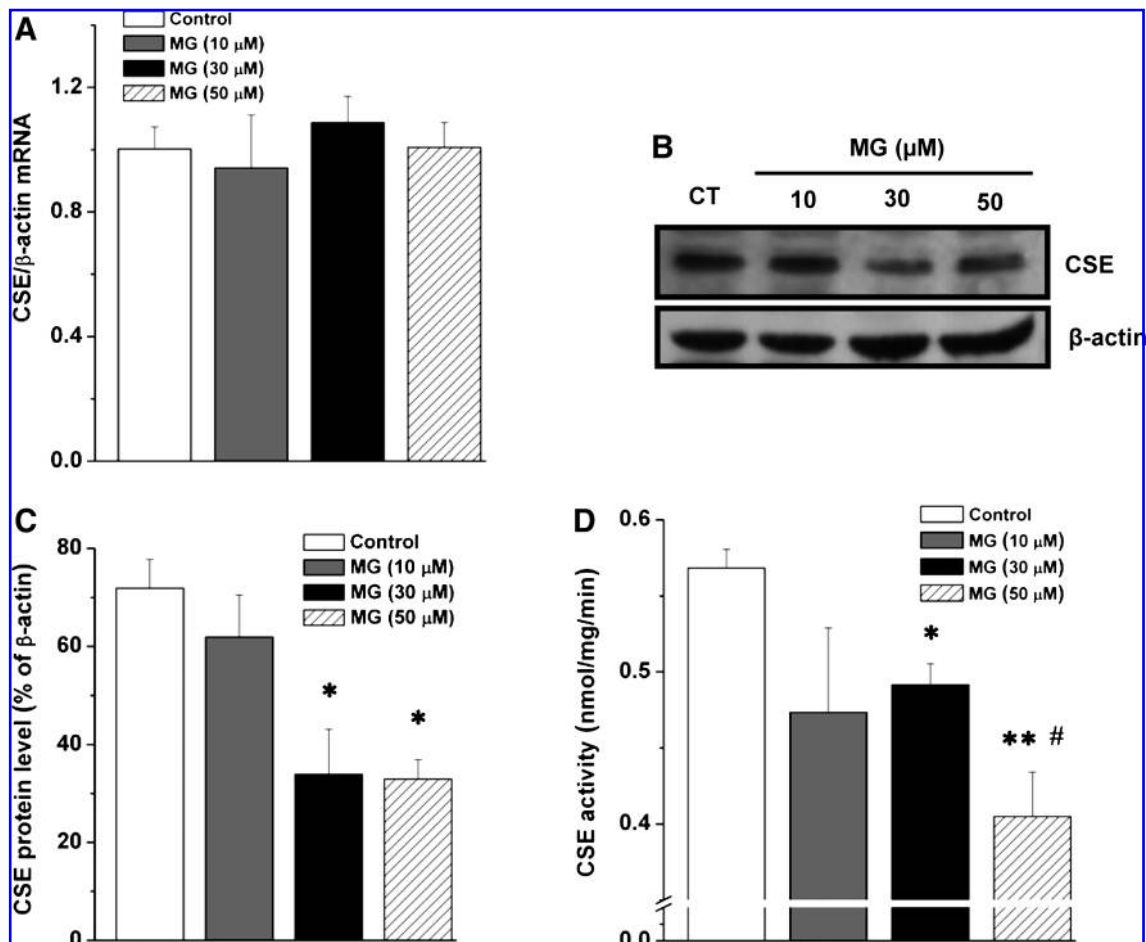 A
Control
MG (10 μM)
MG (30 μM)
MG (50 μM)
1.2
0.8
0.4
0.0
CSE/β-actin mRNA
B
MG (μM)
CT 10 30 50
CSE
β-actin
C
Control
MG (10 μM)
MG (30 μM)
MG (50 μM)
80
60
40
20
0
CSE protein level (% of β-actin)
*
*
D
Control
MG (10 μM)
MG (30 μM)
MG (50 μM)
0.6
0.5
0.4
0.0
CSE activity (nmol/mg/min)
*
** #